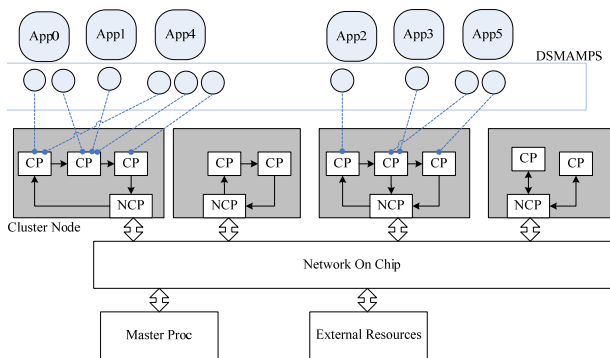 App0 App1 App4 App2 App3 App5
DSMAMPS
CP CP CP CP CP CP CP CP CP CP
NCP NCP NCP NCP
Cluster Node
Network On Chip
Master Proc External Resources